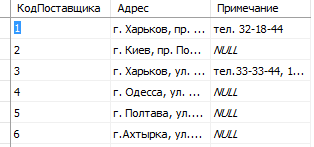 КодПоставщика Адрес Примечание
1 г. Харьков, пр. ... тел. 32-18-44
2 г. Киев, пр. По... NULL
3 г. Харьков, ул. ... тел.33-33-44, 1...
4 г. Одесса, ул. ... NULL
5 г. Полтава, ул.... NULL
6 г.Ахтырка, ул.... NULL